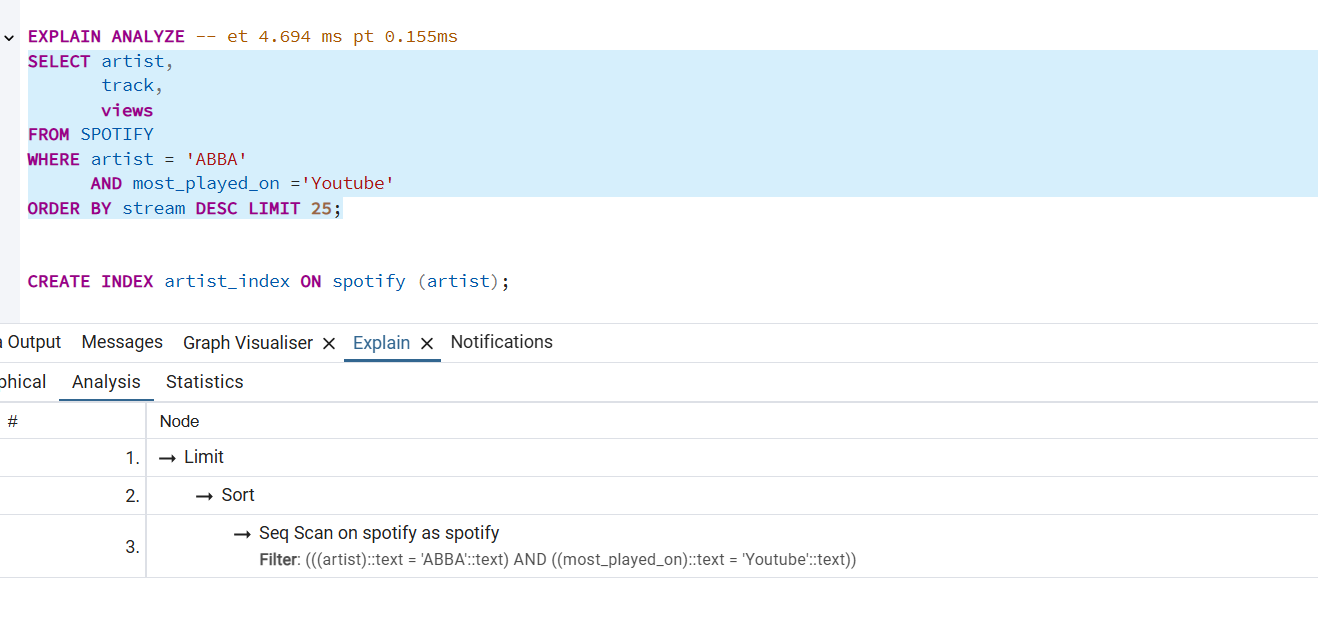 EXPLAIN ANALYZE -- et 4.694 ms pt 0.155ms
SELECT artist,
track,
views
FROM SPOTIFY
WHERE artist = 'ABBA'
AND most_played_on ='Youtube'
ORDER BY stream DESC LIMIT 25;
CREATE INDEX artist_index ON spotify (artist);
Output Messages Graph Visualiser × Explain × Notifications
phical Analysis Statistics
# Node
1. → Limit
2. → Sort
3. → Seq Scan on spotify as spotify
Filter: (((artist)::text = 'ABBA'::text) AND ((most_played_on)::text = 'Youtube'::text))